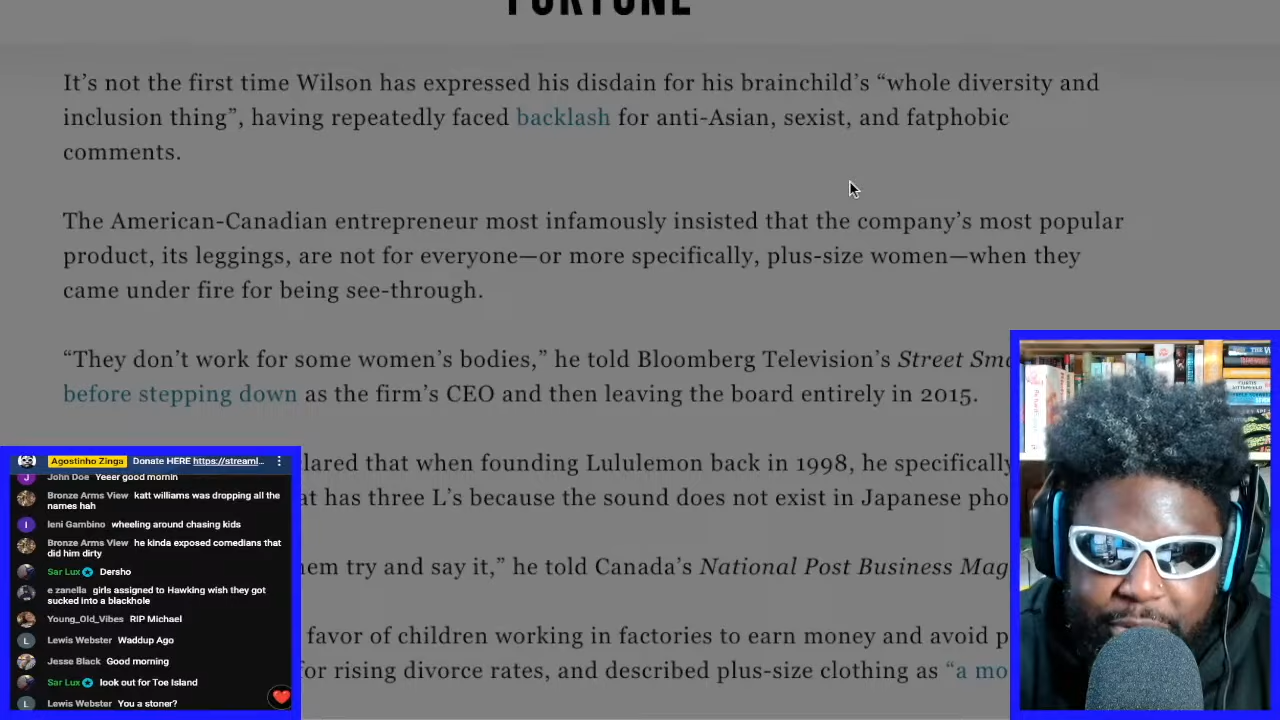 FORTUNE
It’s not the first time Wilson has expressed his disdain for his brainchild’s “whole diversity and
inclusion thing”, having repeatedly faced backlash for anti-Asian, sexist, and fatphobic
comments.
The American-Canadian entrepreneur most infamously insisted that the company’s most popular
product, its leggings, are not for everyone—or more specifically, plus-size women—when they
came under fire for being see-through.
“They don’t work for some women’s bodies,” he told Bloomberg Television’s Street
before stepping down as the firm’s CEO and then leaving the board entirely in 2015.
that when founding Lululemon back in 1998, he specifically
has three L’s because the sound does not exist in Japanese
try and say it,” he told Canada’s National Post Business
favor of children working in factories to earn money and avoid
for rising divorce rates, and described plus-size clothing as “a
Agostinho Zinga Donate HERE https://streaml...
John Doe Yeeer good mornin
Bronze Arms View katt williams was dropping all the
names hah
Ieni Gambino wheeling around chasing kids
Bronze Arms View he kinda exposed comedians that
did him dirty
Sar Lux Dersho
e zanella girls assigned to Hawking wish they got
sucked into a blackhole
Young_Old_Vibes RIP Michael
Lewis Webster Waddup Ago
Jesse Black Good morning
Sar Lux look out for Toe Island
Lewis Webster You a stoner?